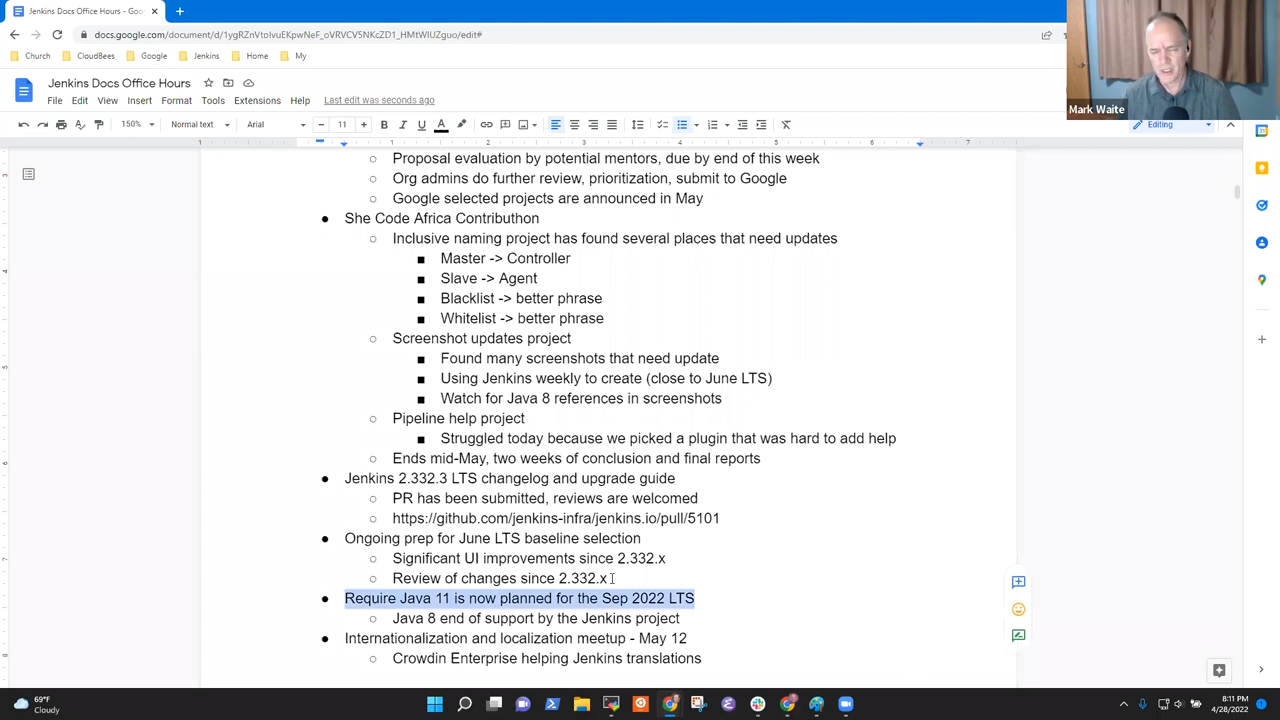 Jenkins Docs Office Hours - Goo
docs.google.com/document/d/1ygRZnVtoIvuEKpwNeF_oVRVCV5NKcZD1_HMtWIUZguo/edit#
Church
CloudBees
Google
Jenkins
Home
My
Mark Waite
Jenkins Docs Office Hours
File Edit View Insert Format Tools Extensions Help Last edit was seconds ago
150% Normal text Arial 11 B I U A Editing
1 1 2 3 4 5 6 7
Proposal evaluation by potential mentors, due by end of this week
Org admins do further review, prioritization, submit to Google
Google selected projects are announced in May
She Code Africa Contributhon
Inclusive naming project has found several places that need updates
Master -> Controller
Slave -> Agent
Blacklist -> better phrase
Whitelist -> better phrase
Screenshot updates project
Found many screenshots that need update
Using Jenkins weekly to create (close to June LTS)
Watch for Java 8 references in screenshots
Pipeline help project
Struggled today because we picked a plugin that was hard to add help
Ends mid-May, two weeks of conclusion and final reports
Jenkins 2.332.3 LTS changelog and upgrade guide
PR has been submitted, reviews are welcomed
https://github.com/jenkins-infra/jenkins.io/pull/5101
Ongoing prep for June LTS baseline selection
Significant UI improvements since 2.332.x
Review of changes since 2.332.x
Require Java 11 is now planned for the Sep 2022 LTS
Java 8 end of support by the Jenkins project
Internationalization and localization meetup - May 12
Crowdin Enterprise helping Jenkins translations
69°F
Cloudy
8:11 PM
4/28/2022